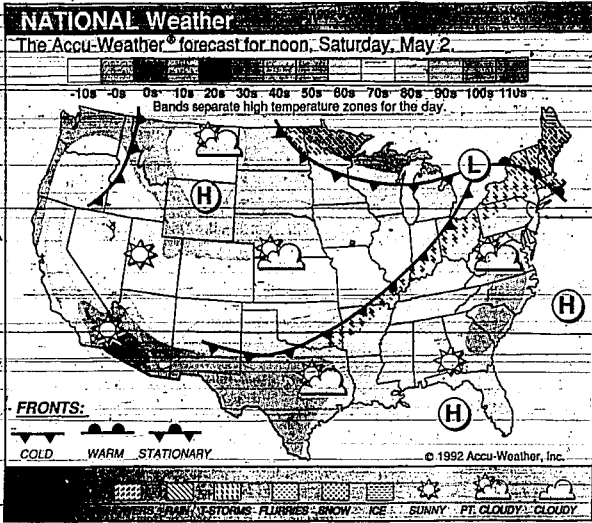 NATIONAL Weather
The Accu-Weather® forecast for noon, Saturday, May 2.
-10s -0s 0s 10s 20s 30s 40s 50s 60s 70s 80s 90s 100s 110s
Bands separate high temperature zones for the day.
L
H
H
H
FRONTS:
COLD WARM STATIONARY
© 1992 Accu-Weather, Inc.
SHOWERS RAIN T-STORMS FLURRIES SNOW ICE SUNNY PT. CLOUDY CLOUDY